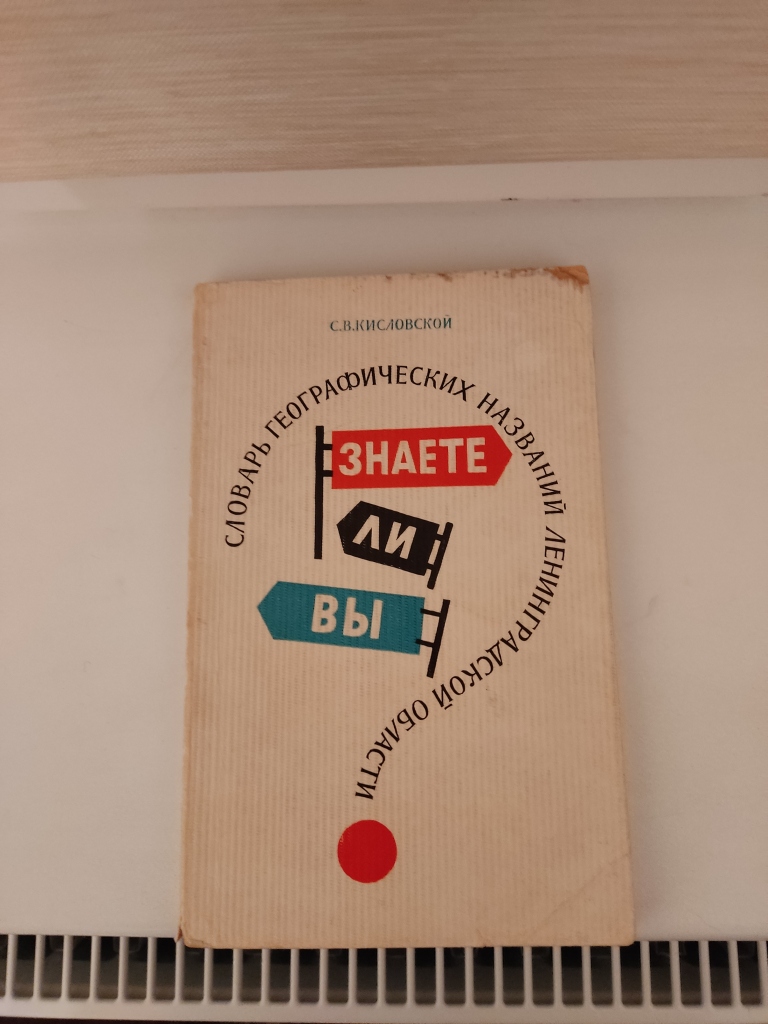 С.В.КИСЛОВСКОЙ
СЛОВАРЬ ГЕОГРАФИЧЕСКИХ НАЗВАНИЙ ЛЕНИНГРАДСКОЙ ОБЛАСТИ
ЗНАЕТЕ
ЛИ
ВЫ